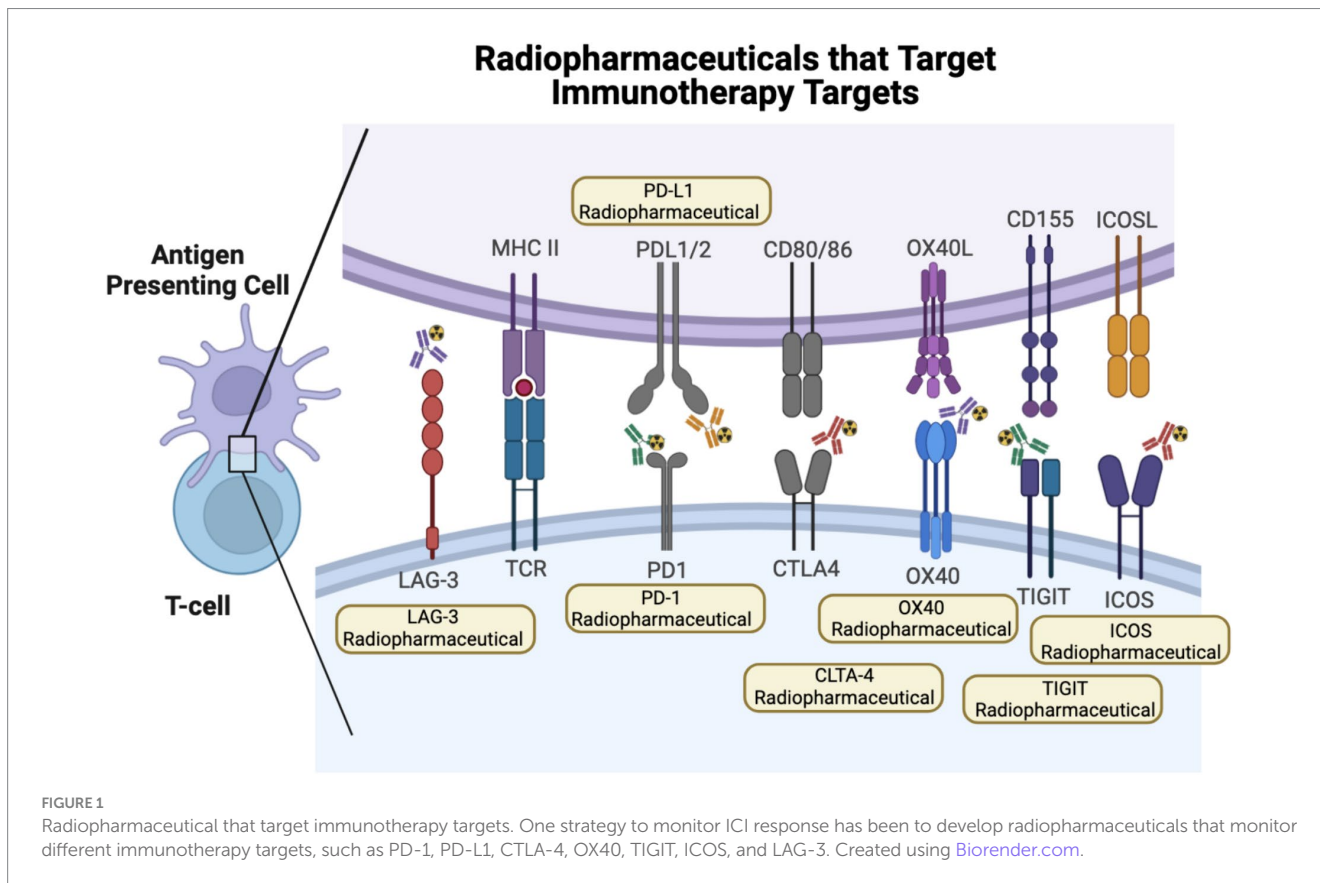 Radiopharmaceuticals that Target
Immunotherapy Targets
PD-L1
Radiopharmaceutical
Antigen
Presenting Cell
MHC II
PDL1/2
CD80/86
OX40L
CD155
ICOSL
T-cell
LAG-3
TCR
PD1
CTLA4
OX40
TIGIT
ICOS
LAG-3
Radiopharmaceutical
PD-1
Radiopharmaceutical
OX40
Radiopharmaceutical
ICOS
Radiopharmaceutical
CLTA-4
Radiopharmaceutical
TIGIT
Radiopharmaceutical
FIGURE 1
Radiopharmaceutical that target immunotherapy targets. One strategy to monitor ICI response has been to develop radiopharmaceuticals that monitor
different immunotherapy targets, such as PD-1, PD-L1, CTLA-4, OX40, TIGIT, ICOS, and LAG-3. Created using Biorender.com.